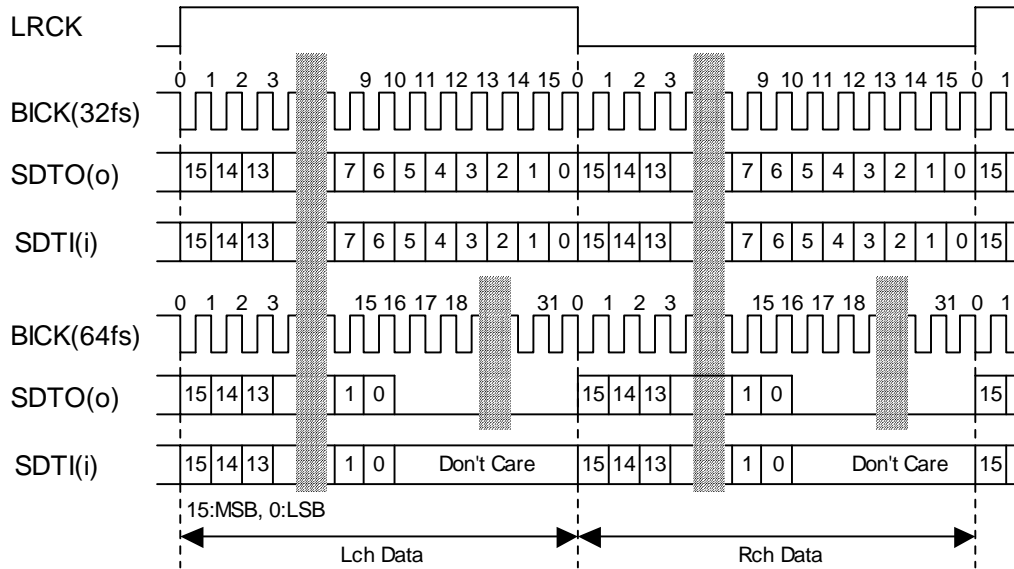 LRCK
0 1 2 3 9 10 11 12 13 14 15 0 1 2 3 9 10 11 12 13 14 15 0 1
BICK(32fs)
SDTO(o) 15 14 13 7 6 5 4 3 2 1 0 15 14 13 7 6 5 4 3 2 1 0 15
SDTI(i) 15 14 13 7 6 5 4 3 2 1 0 15 14 13 7 6 5 4 3 2 1 0 15
0 1 2 3 15 16 17 18 31 0 1 2 3 15 16 17 18 31 0 1
BICK(64fs)
SDTO(o) 15 14 13 1 0 15 14 13 1 0 15
SDTI(i) 15 14 13 1 0 Don't Care 15 14 13 1 0 Don't Care 15
15:MSB, 0:LSB
Lch Data Rch Data